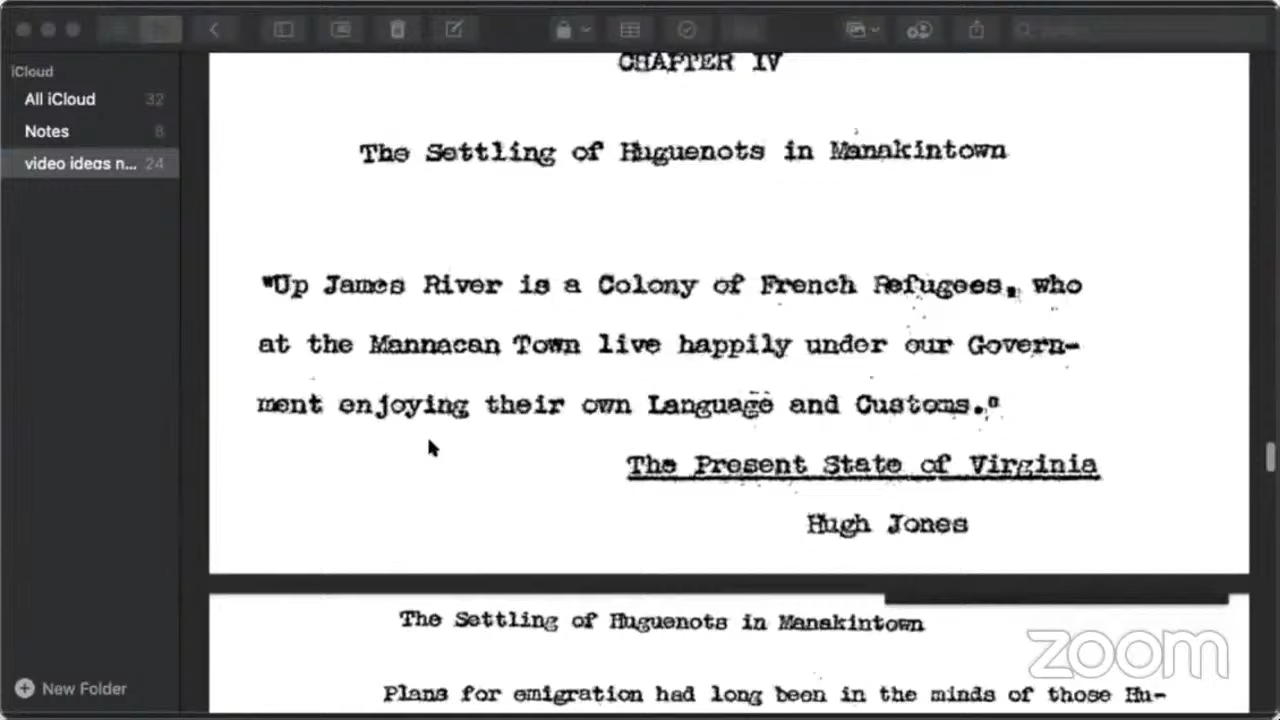 CHAPTER IV
iCloud
All iCloud 32
Notes 8
video ideas n... 24
The Settling of Huguenots in Manakintown
"Up James River is a Colony of French Refugees, who
at the Mannacan Town live happily under our Govern-
ment enjoying their own Language and Customs."
The Present State of Virginia
Hugh Jones
The Settling of Huguenots in Manakintown
zoom
Plans for emigration had long been in the minds of those Hu-
New Folder